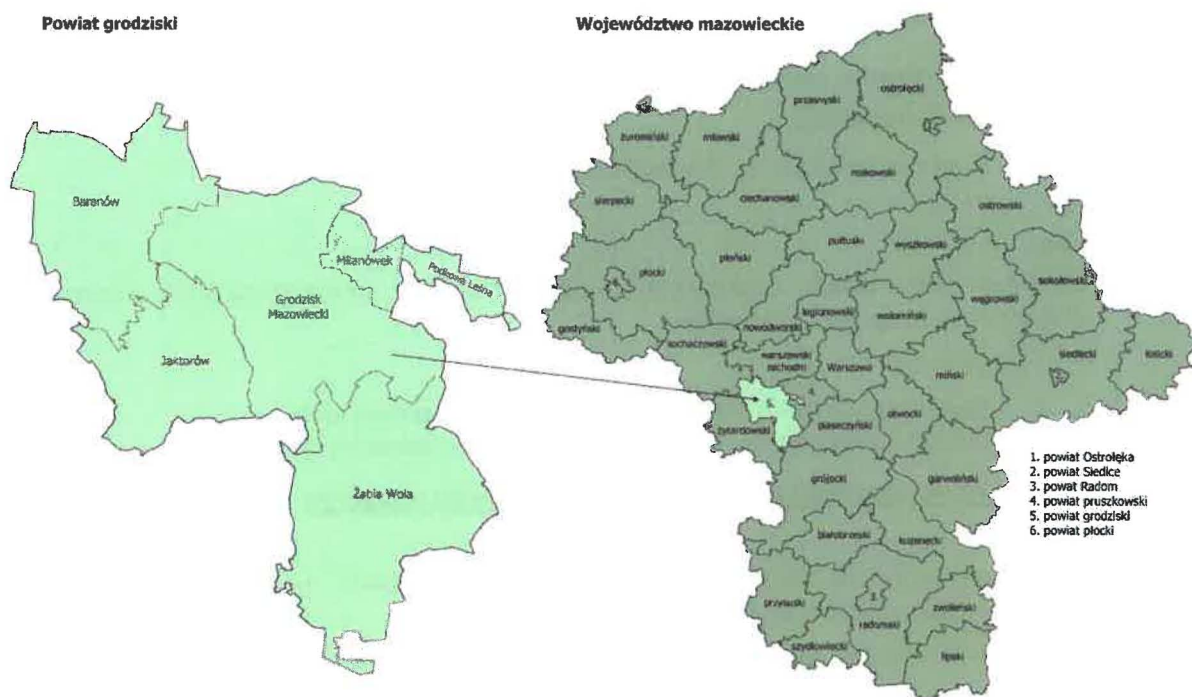 Powiat grodziski
Baranów
Milanówek
Podkowa Leśna
Grodzisk
Mazowiecki
Jaktorów
Żabia Wola
Województwo mazowieckie
ostrołęcki
przasnyski
żuromiński
mławski
makowski
ciechanowski
sierpecki
ostrowski
pułtuski
wyszkowski
płocki
płoński
sokołowski
węgrowski
legionowski
wołomiński
nowodworski
gostyniński
sochaczewski
siedlecki
łosicki
warszawski
zachodni
Warszawa
miński
5.
żyrardowski
piaseczyński
otwocki
grójecki
garwoliński
białobrzeski
kozienicki
przysuski
3.
radomski
zwoleński
szydłowiecki
lipski
1. powiat Ostrołęka
2. powiat Siedlce
3. powat Radom
4. powiat pruszkowski
5. powiat grodziski
6. powiat płocki